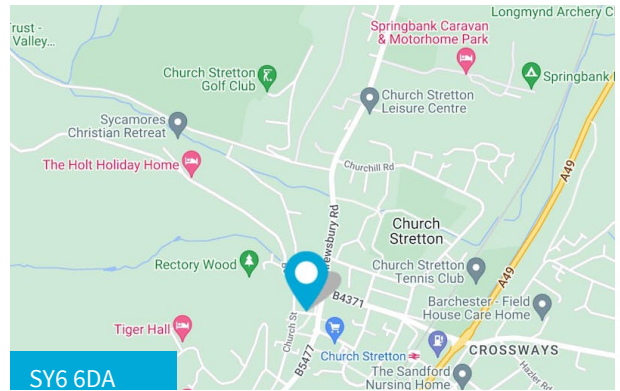 Longmynd Archery C
Trust -
Valley...
Springbank Caravan
& Motorhome Park
Church Stretton
Golf Club
Springbank
Church Stretton
Leisure Centre
Sycamores
Christian Retreat
The Holt Holiday Home
Churchill Rd
A49
Shrewsbury Rd
Church
Stretton
Rectory Wood
Church Stretton
Tennis Club
A49
B4371
Barchester - Field
House Care Home
Tiger Hall
Church St
B5477
Church Stretton
CROSSWAYS
The Sandford
Nursing Home
Hazler Rd
SY6 6DA